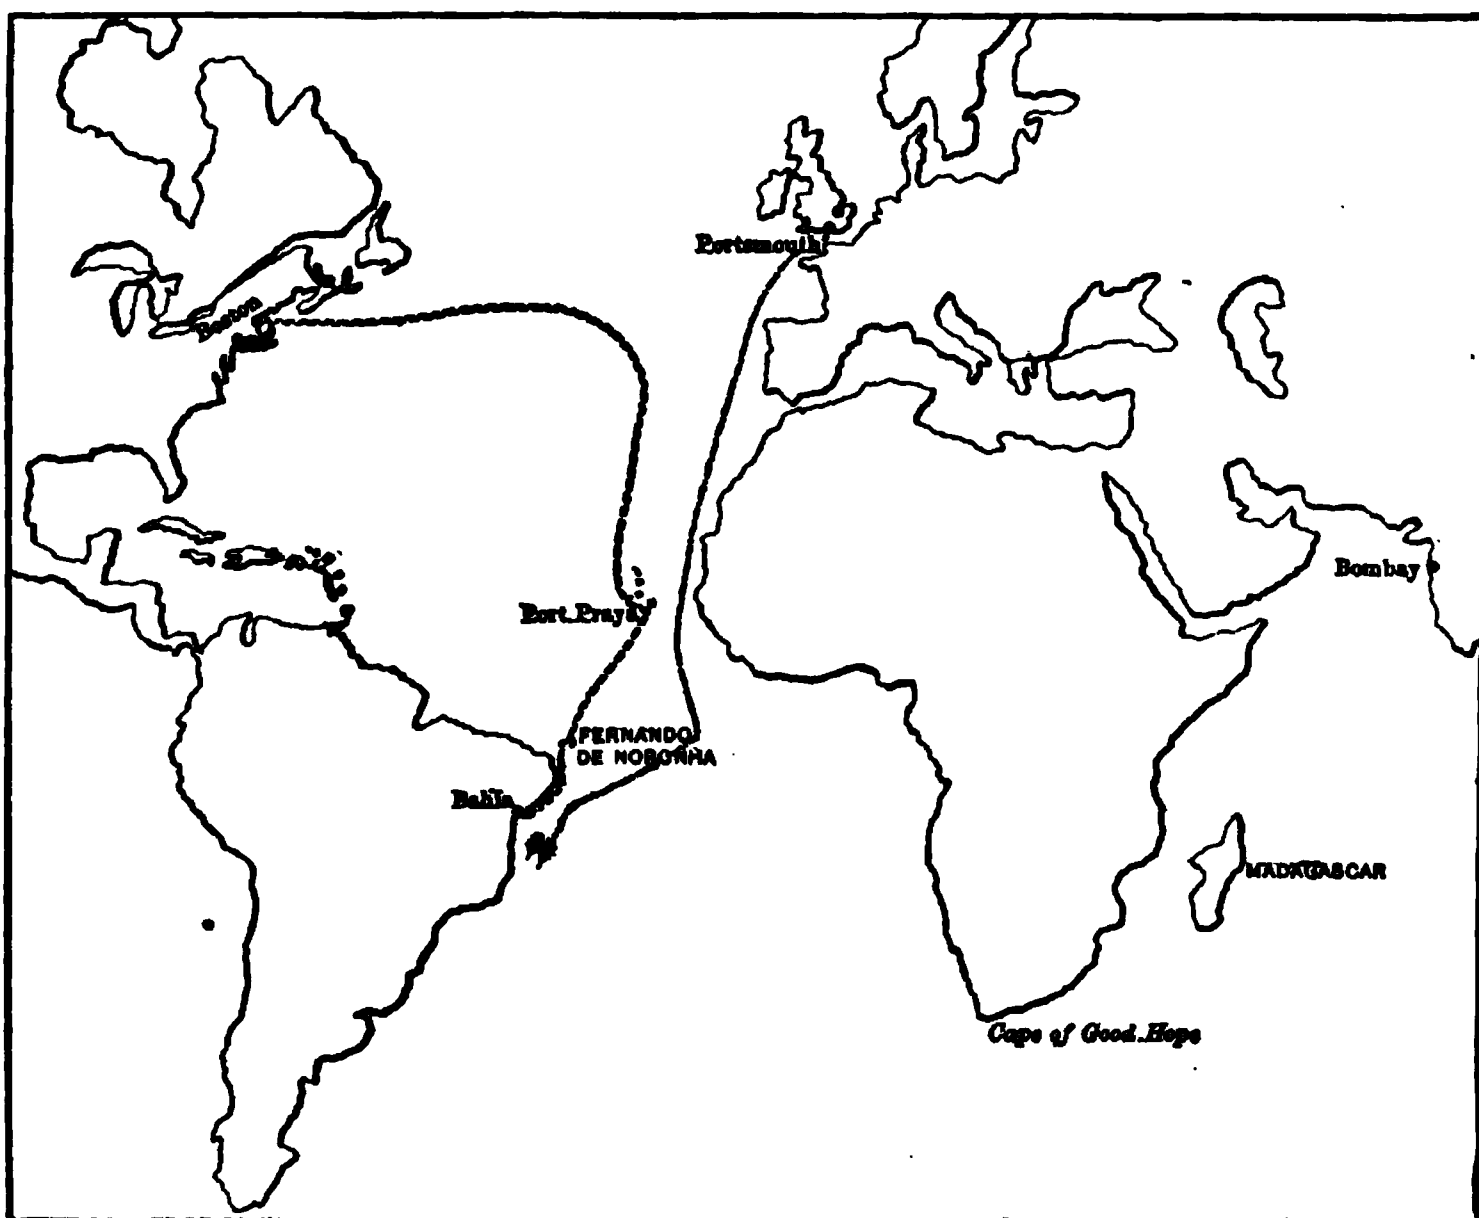 Portsmouth
Boston
Bombay
Port Praya
FERNANDO
DE NORONHA
Bahia
MADAGASCAR
Cape of Good Hope